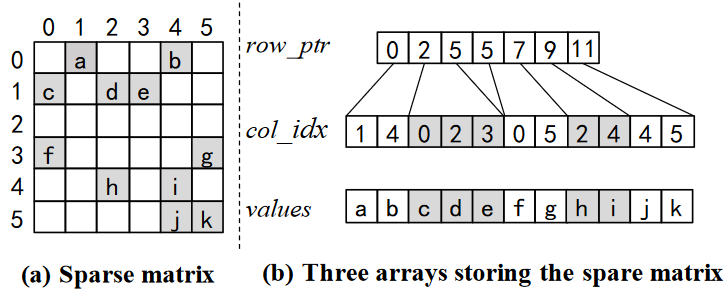 0 1 2 3 4 5
0 a b
1 c d e
2
3 f g
4 h i
5 j k
(a) Sparse matrix
row_ptr 0 2 5 5 7 9 11
col_idx 1 4 0 2 3 0 5 2 4 4 5
values a b c d e f g h i j k
(b) Three arrays storing the spare matrix